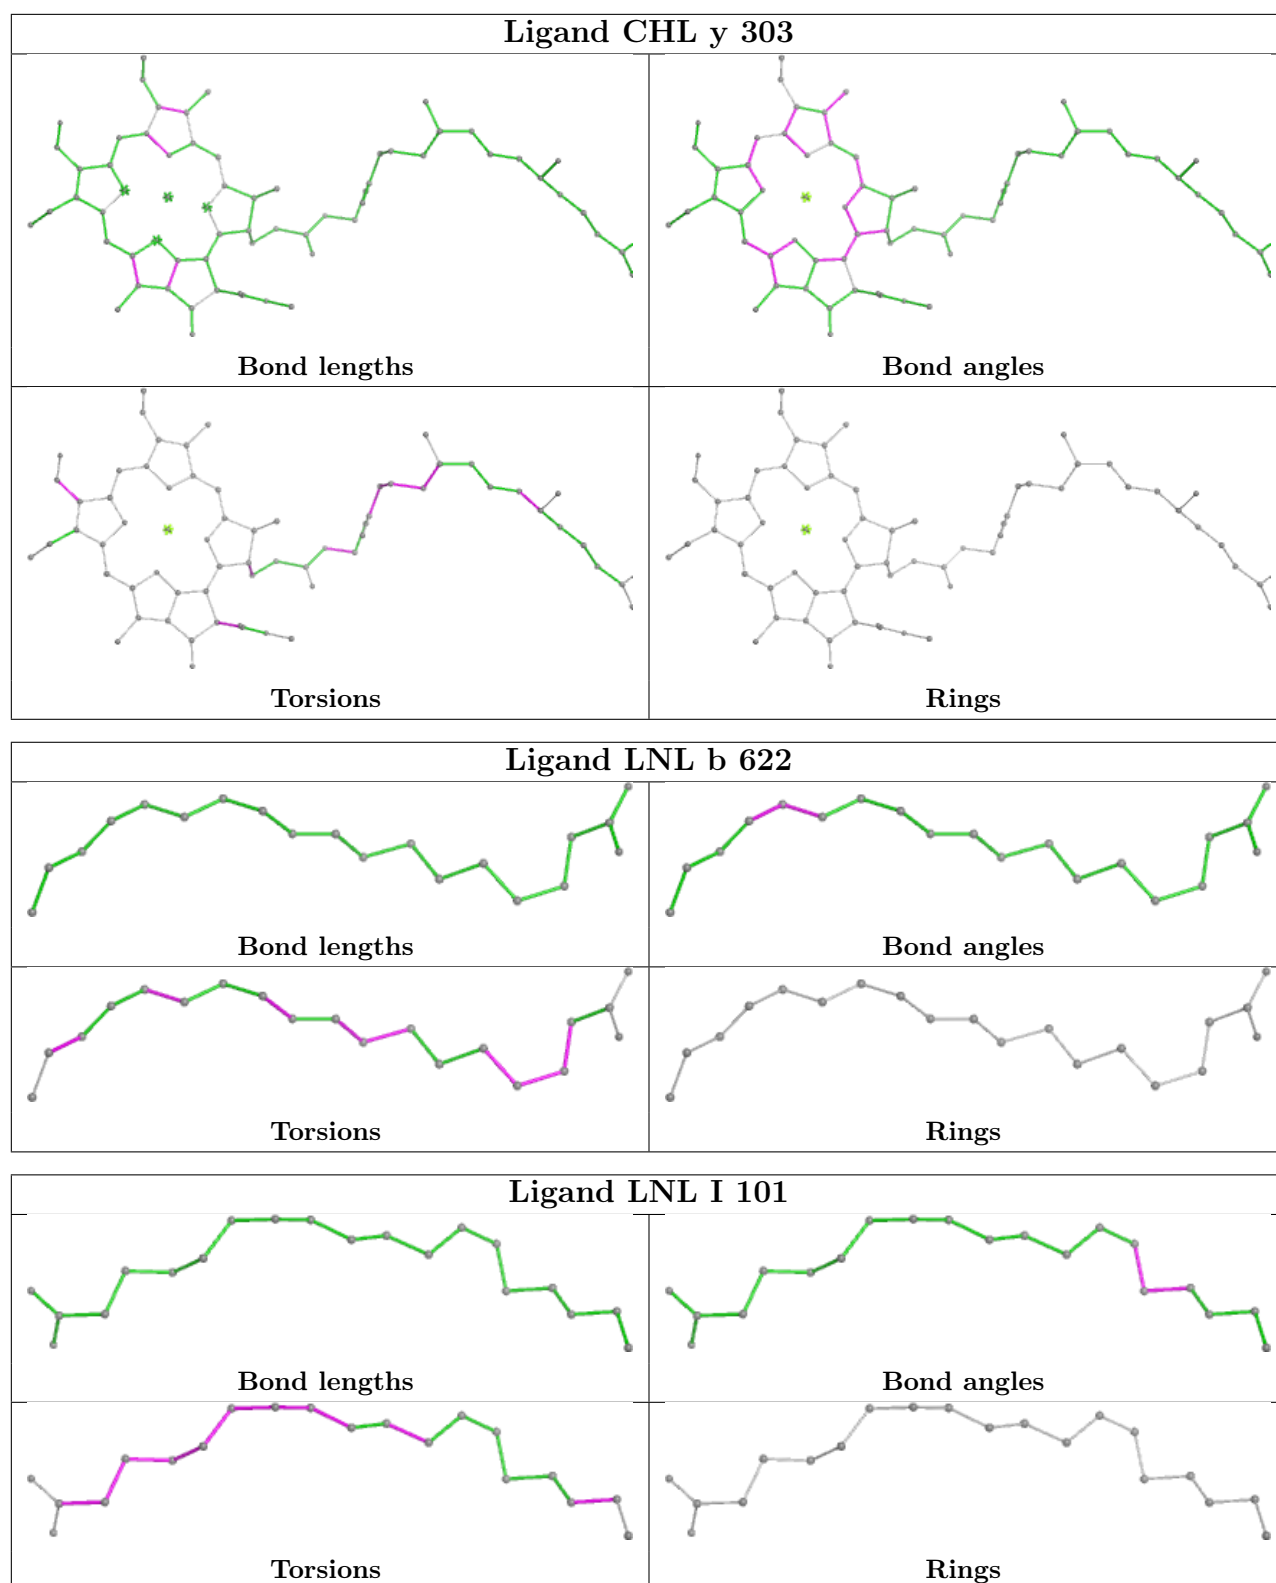 Ligand CHL y 303
Bond lengths
Bond angles
Torsions
Rings
Ligand LNL b 622
Bond lengths
Bond angles
Torsions
Rings
Ligand LNL I 101
Bond lengths
Bond angles
Torsions
Rings